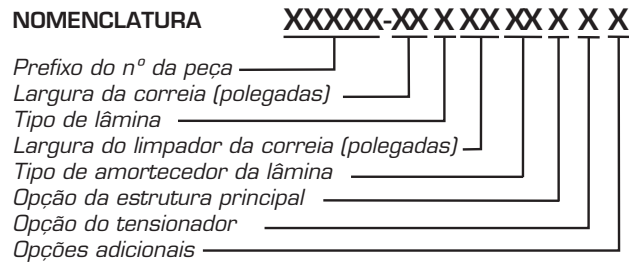 NOMENCLATURA XXXXX-XX X XX XX X X X
Prefixo do nº da peça
Largura da correia (polegadas)
Tipo de lâmina
Largura do limpador da correia (polegadas)
Tipo de amortecedor da lâmina
Opção da estrutura principal
Opção do tensionador
Opções adicionais